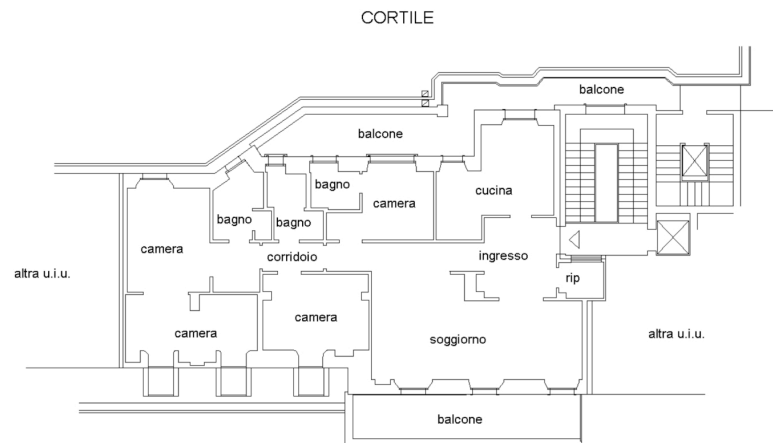 CORTILE
balcone
balcone
bagno
cucina
camera
bagno
bagno
camera
corridoio
ingresso
altra u.i.u.
rip
camera
camera
soggiorno
altra u.i.u.
balcone